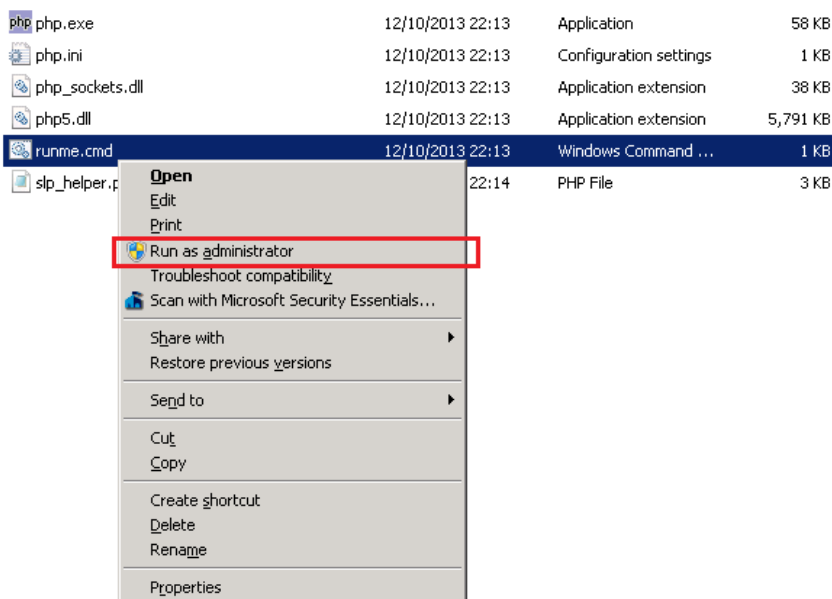 php php.exe 12/10/2013 22:13 Application 58 KB
php.ini 12/10/2013 22:13 Configuration settings 1 KB
php_sockets.dll 12/10/2013 22:13 Application extension 38 KB
php5.dll 12/10/2013 22:13 Application extension 5,791 KB
runme.cmd 12/10/2013 22:13 Windows Command ... 1 KB
slp_helper.p 22:14 PHP File 3 KB
Open
Edit
Print
Run as administrator
Troubleshoot compatibility
Scan with Microsoft Security Essentials...
Share with
Restore previous versions
Send to
Cut
Copy
Create shortcut
Delete
Rename
Properties